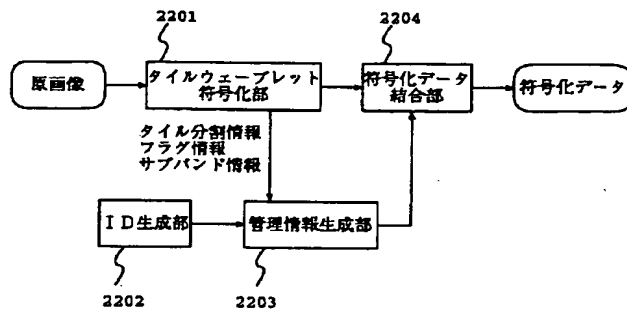 2201
2204
原画像
タイルウェーブレット
符号化部
符号化データ
結合部
符号化データ
タイル分割情報
フラグ情報
サブバンド情報
ID生成部
管理情報生成部
2202
2203